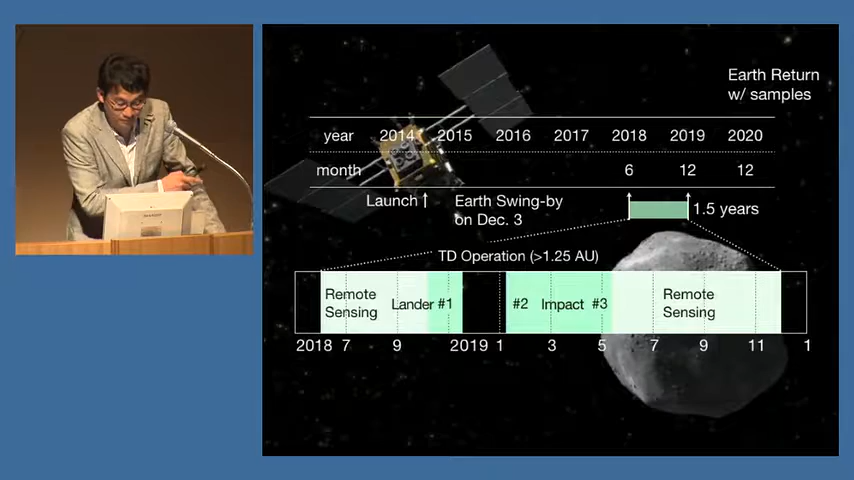 Earth Return
w/ samples
year 2014 2015 2016 2017 2018 2019 2020
month 6 12 12
Launch Earth Swing-by
on Dec. 3
1.5 years
TD Operation (>1.25 AU)
Remote
Sensing
Lander #1
#2 Impact #3
Remote
Sensing
2018 7 9 2019 1 3 5 7 9 11 1